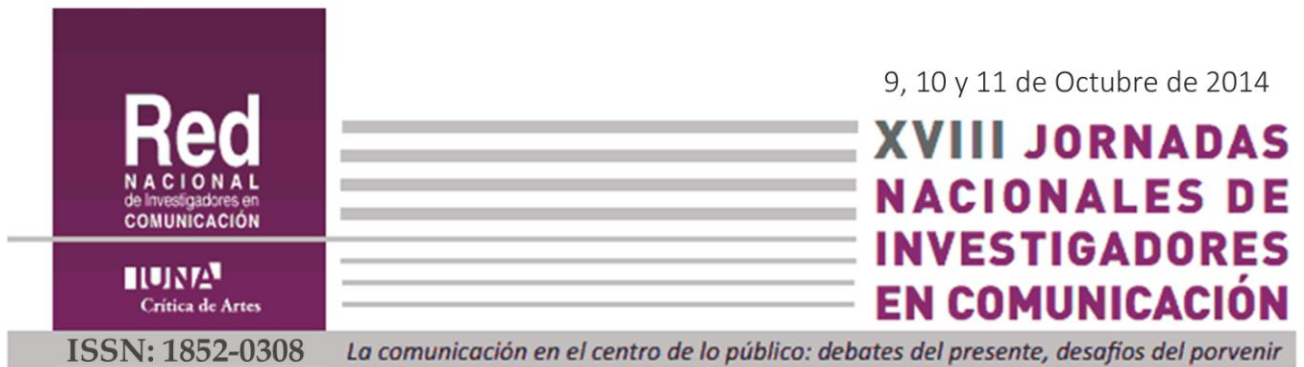 Red
NACIONAL
de Investigadores en
COMUNICACIÓN
IUNA
Crítica de Artes
ISSN: 1852-0308
9, 10 y 11 de Octubre de 2014
XVIII JORNADAS
NACIONALES DE
INVESTIGADORES
EN COMUNICACIÓN
La comunicación en el centro de lo público: debates del presente, desafíos del porvenir